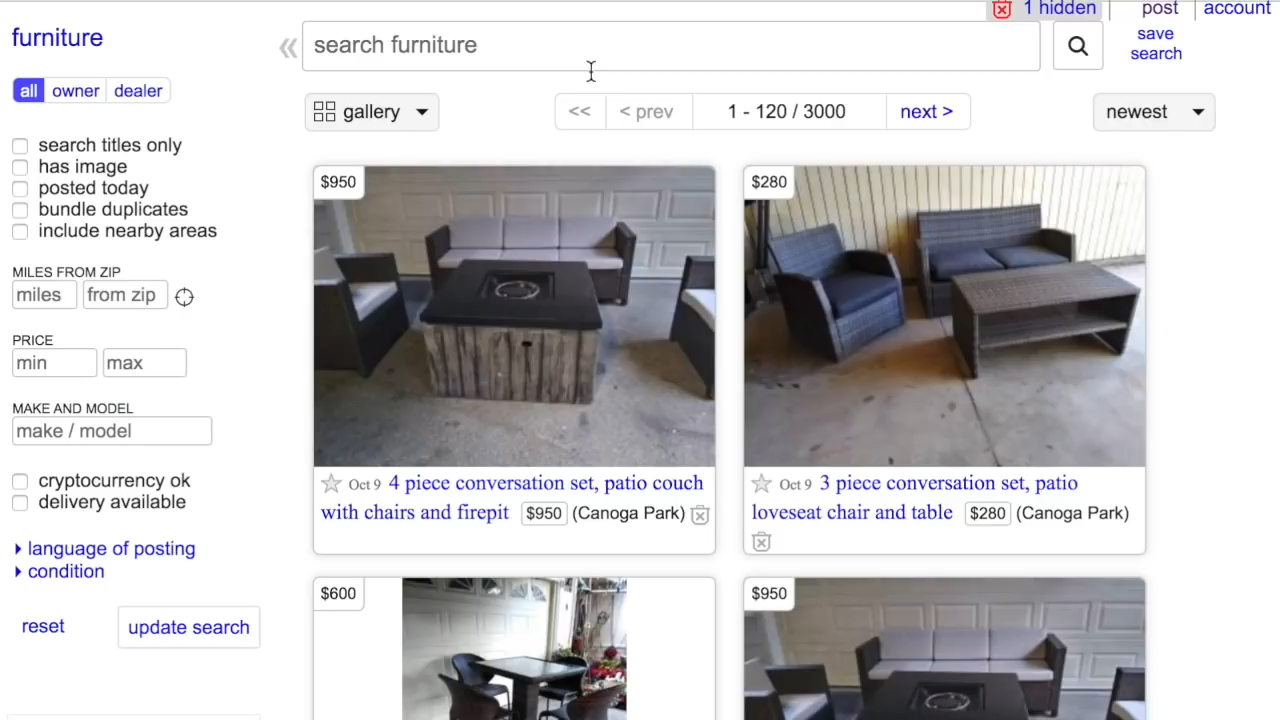 1 hidden
post
account
furniture
search furniture
save
search
all
owner
dealer
gallery
<<
< prev
1 - 120 / 3000
next >
newest
search titles only
has image
posted today
bundle duplicates
include nearby areas
MILES FROM ZIP
miles
from zip
PRICE
min
max
MAKE AND MODEL
make / model
cryptocurrency ok
delivery available
language of posting
condition
reset
update search
$950
Oct 9 4 piece conversation set, patio couch
with chairs and firepit $950 (Canoga Park)
$280
Oct 9 3 piece conversation set, patio
loveseat chair and table $280 (Canoga Park)
$600
$950